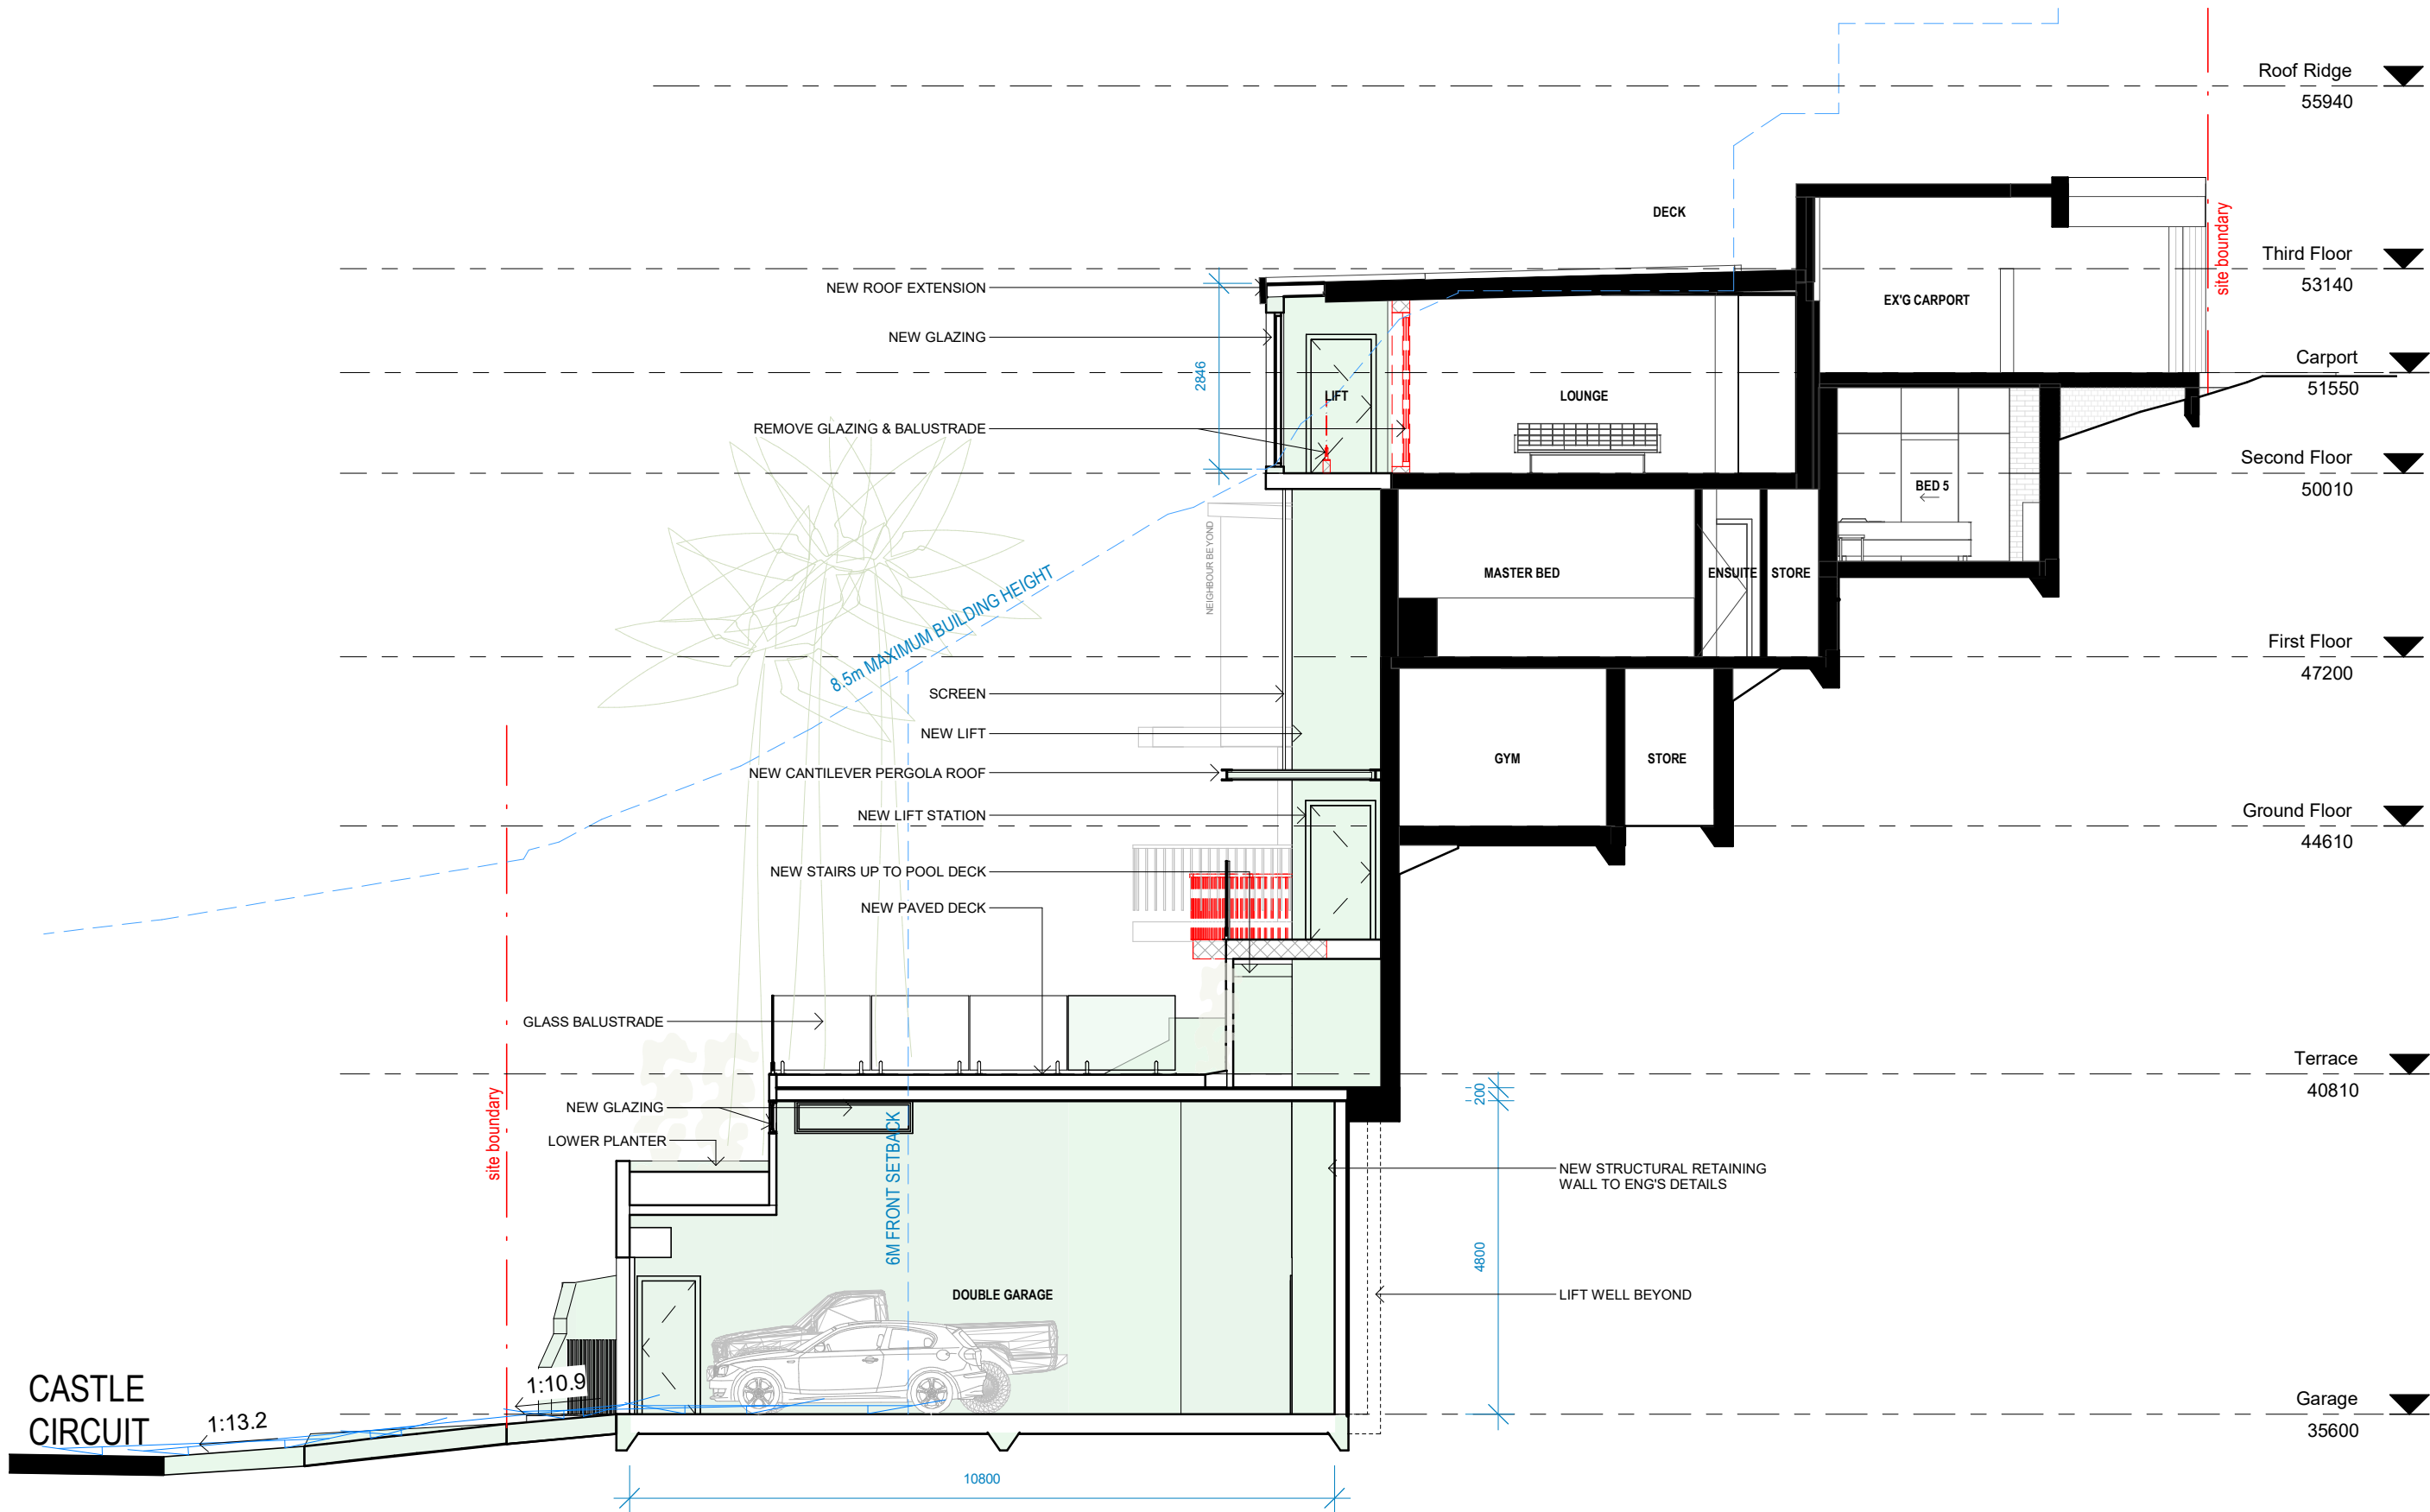 Roof Ridge
55940
DECK
site boundary
Third Floor
53140
NEW ROOF EXTENSION
EX'G CARPORT
NEW GLAZING
Carport
51550
2846
LIFT
LOUNGE
REMOVE GLAZING & BALUSTRADE
Second Floor
50010
BED 5
NEIGHBOUR BEYOND
MASTER BED
ENSUITE
STORE
8.5m MAXIMUM BUILDING HEIGHT
First Floor
47200
SCREEN
NEW LIFT
GYM
STORE
NEW CANTILEVER PERGOLA ROOF
NEW LIFT STATION
Ground Floor
44610
NEW STAIRS UP TO POOL DECK
NEW PAVED DECK
GLASS BALUSTRADE
Terrace
40810
200
NEW GLAZING
LOWER PLANTER
site boundary
6M FRONT SETBACK
NEW STRUCTURAL RETAINING
WALL TO ENG'S DETAILS
4800
DOUBLE GARAGE
LIFT WELL BEYOND
CASTLE
CIRCUIT
1:13.2
1:10.9
Garage
35600
10800